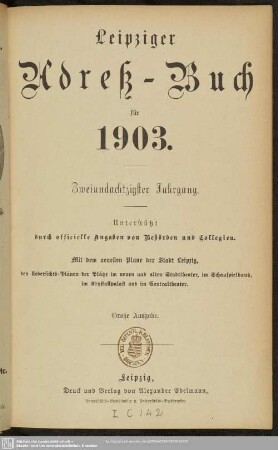 Leipziger
Adreß-Buch
für
1903.
Zweiundachtzigster Jahrgang.
Unterstützt
durch officielle Angaben von Behörden und Collegien.
Mit dem neuesten Plane der Stadt Leipzig,
den Uebersichts-Plänen der Plätze im neuen und alten Stadttheater, im Schauspielhaus,
im Krystallpalast und im Centraltheater.
Große Ausgabe.
Leipzig,
Druck und Verlag von Alexander Edelmann,
I C 142